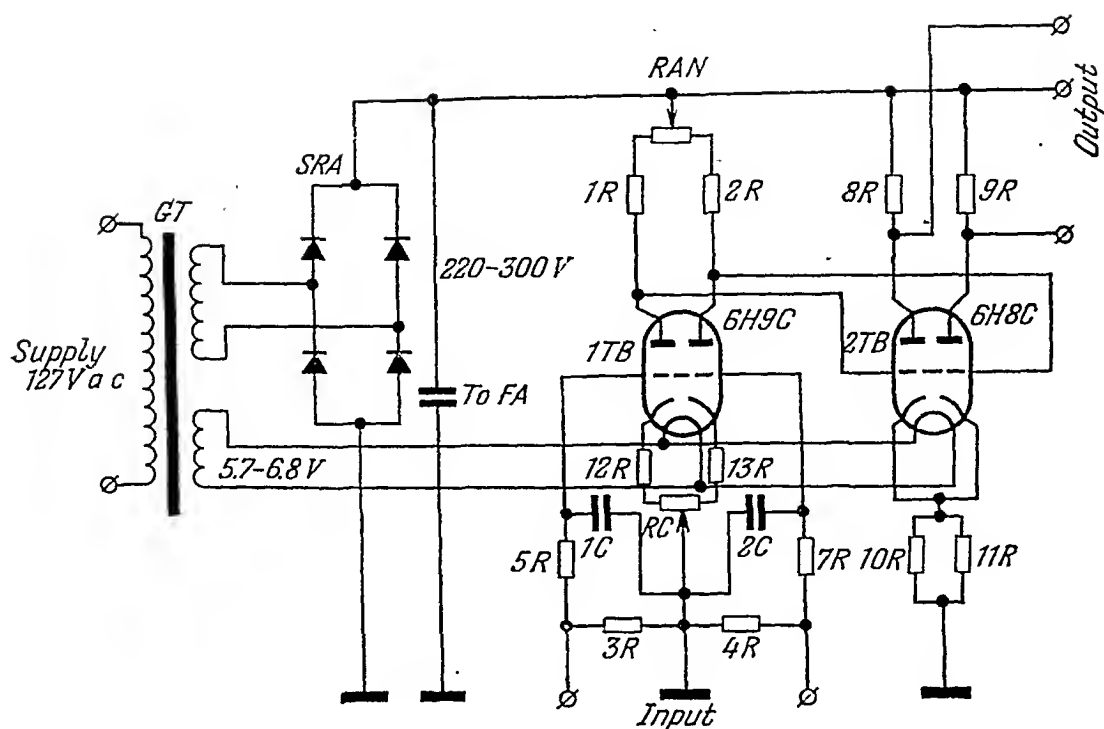 RAN
Output
SRA
1R
2R
8R
9R
GT
220-300 V
6H9C
6H8C
1TB
2TB
Supply
127V a c
To FA
5.7-6.8 V
12R
13R
RC
1C
2C
5R
7R
10R
11R
3R
4R
Input